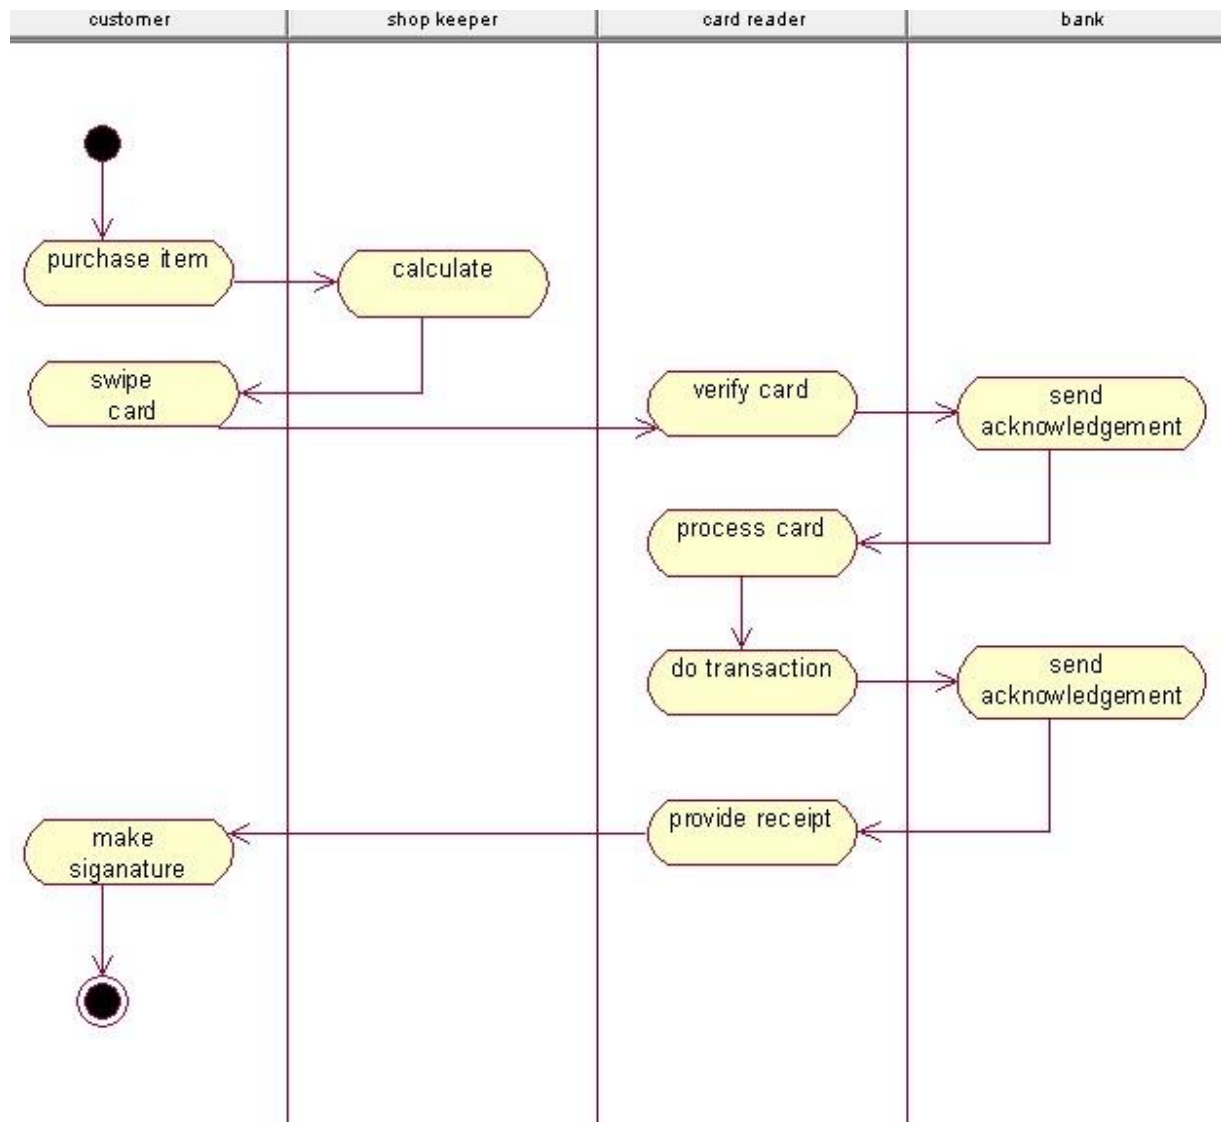 customer
shop keeper
card reader
bank
purchase item
calculate
swipe
card
verify card
send
acknowledgement
process card
do transaction
send
acknowledgement
provide receipt
make
siganature